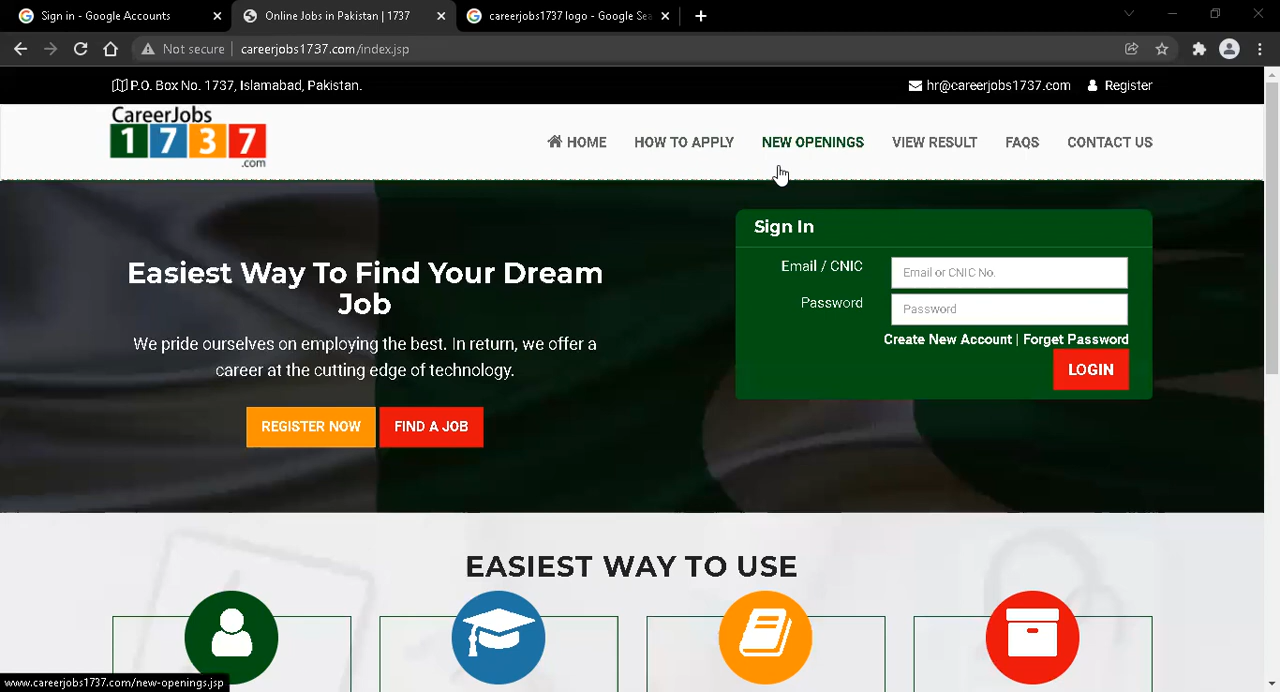 Sign in - Google Accounts
Online Jobs in Pakistan | 1737
careerjobs1737 logo - Google Sea
Not secure | careerjobs1737.com/index.jsp
P.O. Box No. 1737, Islamabad, Pakistan.
hr@careerjobs1737.com
Register
CareerJobs
1737
.com
HOME
HOW TO APPLY
NEW OPENINGS
VIEW RESULT
FAQS
CONTACT US
Easiest Way To Find Your Dream
Job
We pride ourselves on employing the best. In return, we offer a
career at the cutting edge of technology.
REGISTER NOW
FIND A JOB
Sign In
Email / CNIC
Email or CNIC No.
Password
Password
Create New Account | Forget Password
LOGIN
EASIEST WAY TO USE
www.careerjobs1737.com/new-openings.jsp